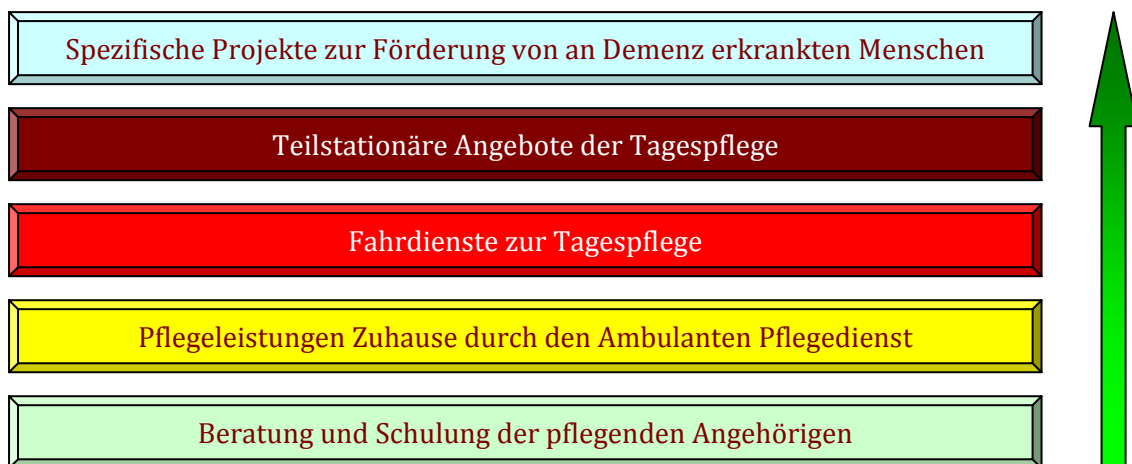 Spezifische Projekte zur Förderung von an Demenz erkrankten Menschen
Teilstationäre Angebote der Tagespflege
Fahrdienste zur Tagespflege
Pflegeleistungen Zuhause durch den Ambulanten Pflegedienst
Beratung und Schulung der pflegenden Angehörigen